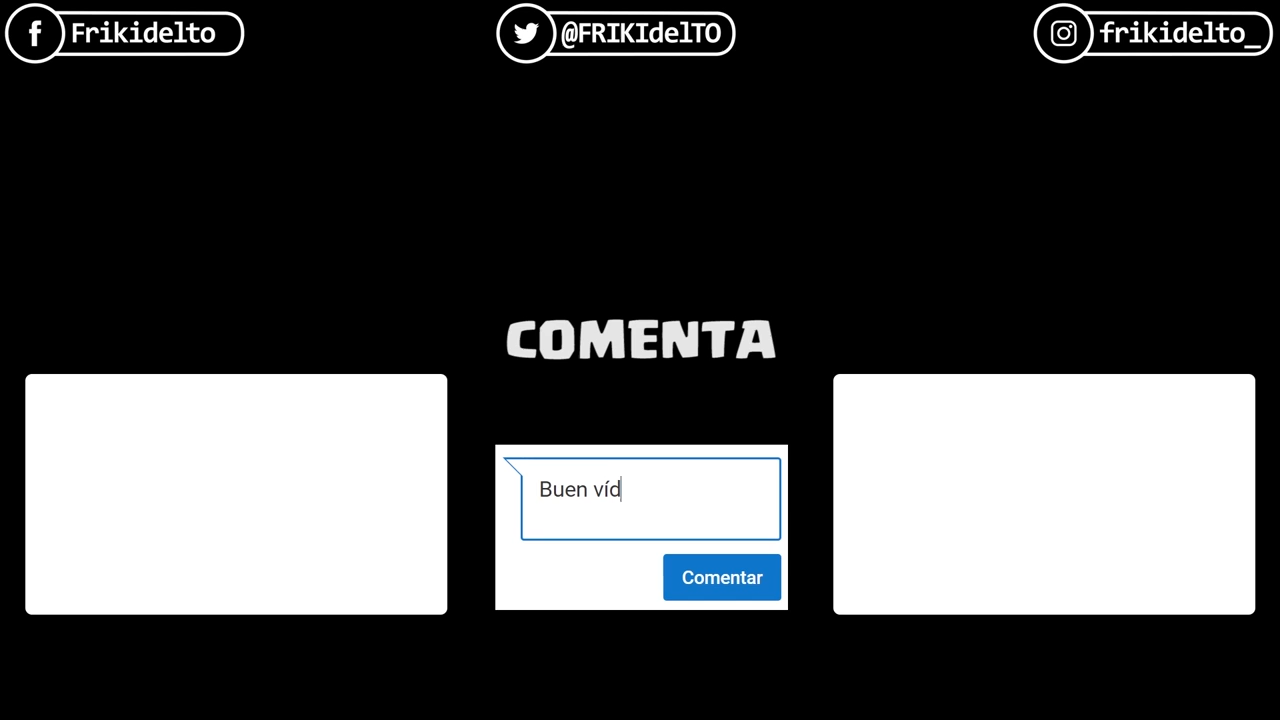 Frikidelto
@FRIKIdelTO
frikidelto_
COMENTA
Buen víd
Comentar